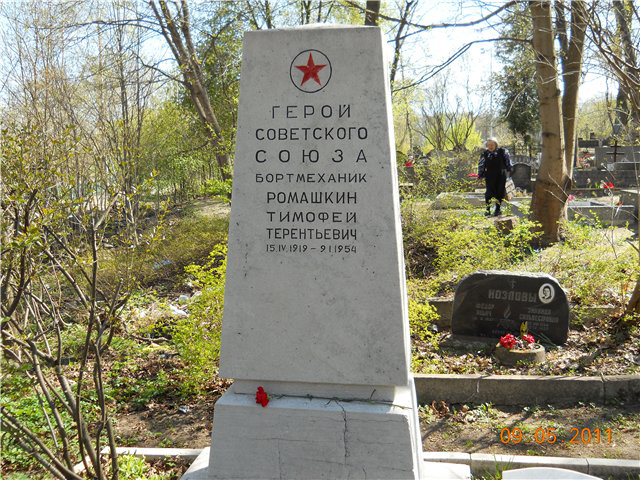 ГЕРОЙ
СОВЕТСКОГО
СОЮЗА
БОРТМЕХАНИК
РОМАШКИН
ТИМОФЕЙ
ТЕРЕНТЬЕВИЧ
15.IV.1919 – 9.I.1954
КОЗЛОВЫ
09.05.2011